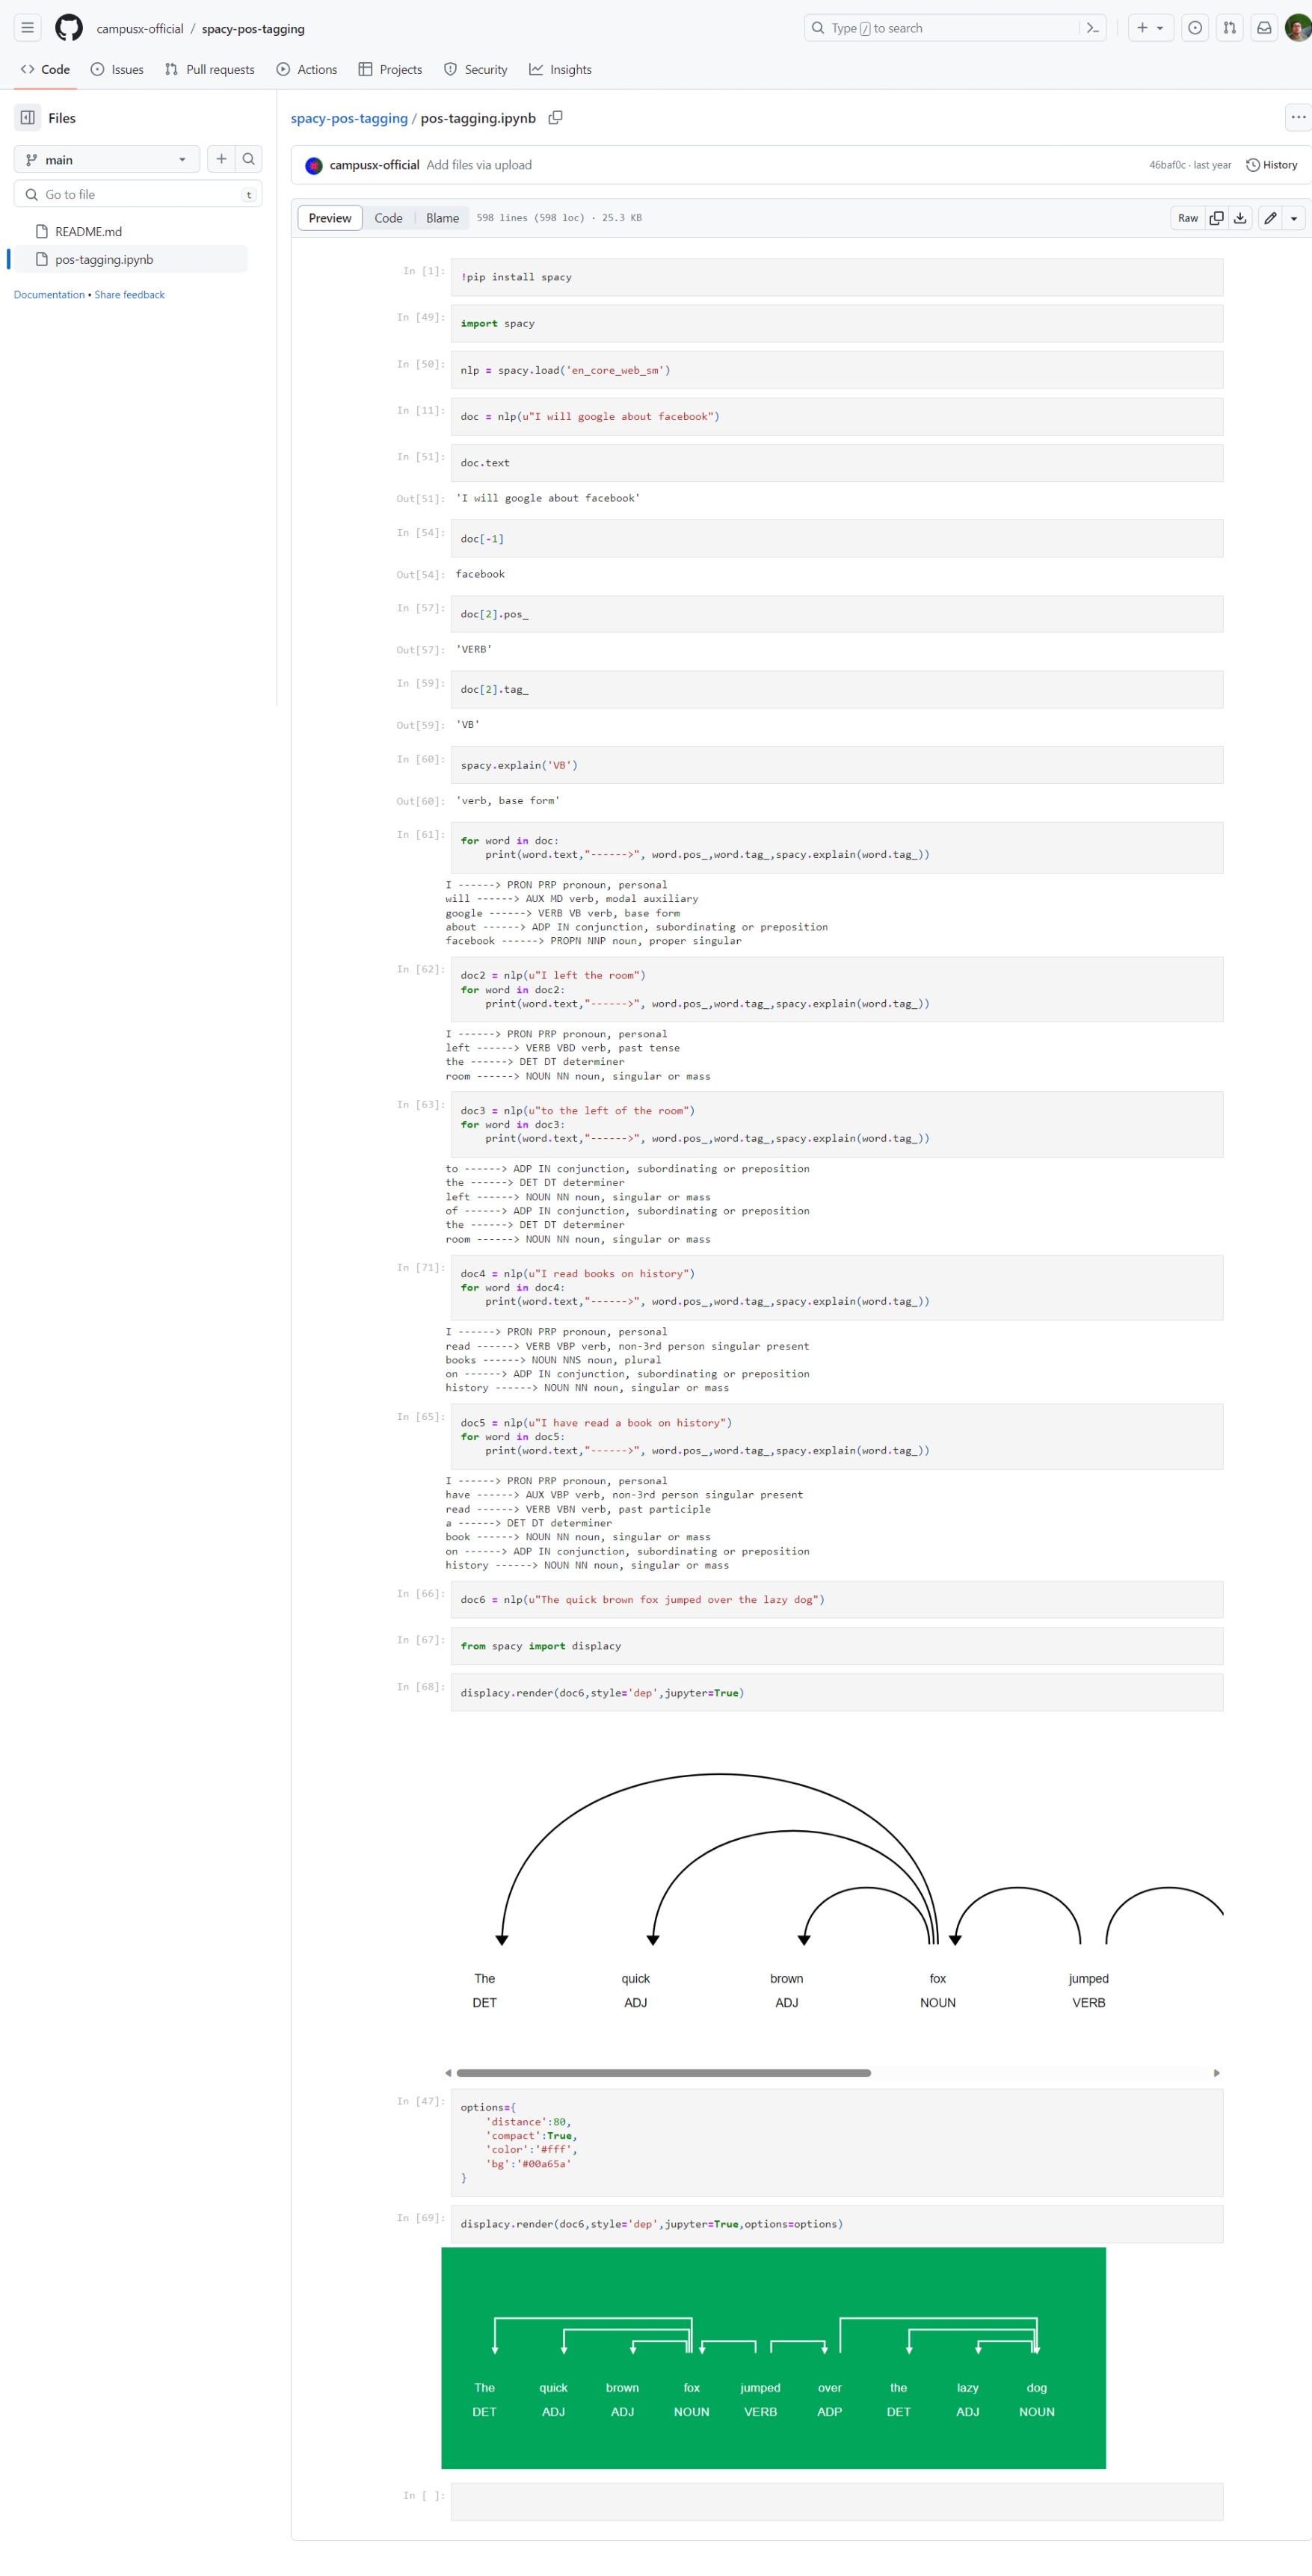 campusx-official / spacy-pos-tagging
Type / to search
Code Issues Pull requests Actions Projects Security Insights
Files
main
Go to file t
README.md
pos-tagging.ipynb
Documentation • Share feedback
spacy-pos-tagging / pos-tagging.ipynb
campusx-official Add files via upload 46baf0c · last year History
Preview Code Blame 598 lines (598 loc) · 25.3 KB Raw
In [1]: !pip install spacy
In [49]: import spacy
In [50]: nlp = spacy.load('en_core_web_sm')
In [11]: doc = nlp(u"I will google about facebook")
In [51]: doc.text
Out[51]: 'I will google about facebook'
In [54]: doc[-1]
Out[54]: facebook
In [57]: doc[2].pos_
Out[57]: 'VERB'
In [59]: doc[2].tag_
Out[59]: 'VB'
In [60]: spacy.explain('VB')
Out[60]: 'verb, base form'
In [61]: for word in doc:
print(word.text,"------>", word.pos_,word.tag_,spacy.explain(word.tag_))
I ------> PRON PRP pronoun, personal
will ------> AUX MD verb, modal auxiliary
google ------> VERB VB verb, base form
about ------> ADP IN conjunction, subordinating or preposition
facebook ------> PROPN NNP noun, proper singular
In [62]: doc2 = nlp(u"I left the room")
for word in doc2:
print(word.text,"------>", word.pos_,word.tag_,spacy.explain(word.tag_))
I ------> PRON PRP pronoun, personal
left ------> VERB VBD verb, past tense
the ------> DET DT determiner
room ------> NOUN NN noun, singular or mass
In [63]: doc3 = nlp(u"to the left of the room")
for word in doc3:
print(word.text,"------>", word.pos_,word.tag_,spacy.explain(word.tag_))
to ------> ADP IN conjunction, subordinating or preposition
the ------> DET DT determiner
left ------> NOUN NN noun, singular or mass
of ------> ADP IN conjunction, subordinating or preposition
the ------> DET DT determiner
room ------> NOUN NN noun, singular or mass
In [71]: doc4 = nlp(u"I read books on history")
for word in doc4:
print(word.text,"------>", word.pos_,word.tag_,spacy.explain(word.tag_))
I ------> PRON PRP pronoun, personal
read ------> VERB VBP verb, non-3rd person singular present
books ------> NOUN NNS noun, plural
on ------> ADP IN conjunction, subordinating or preposition
history ------> NOUN NN noun, singular or mass
In [65]: doc5 = nlp(u"I have read a book on history")
for word in doc5:
print(word.text,"------>", word.pos_,word.tag_,spacy.explain(word.tag_))
I ------> PRON PRP pronoun, personal
have ------> AUX VBP verb, non-3rd person singular present
read ------> VERB VBN verb, past participle
a ------> DET DT determiner
book ------> NOUN NN noun, singular or mass
on ------> ADP IN conjunction, subordinating or preposition
history ------> NOUN NN noun, singular or mass
In [66]: doc6 = nlp(u"The quick brown fox jumped over the lazy dog")
In [67]: from spacy import displacy
In [68]: displacy.render(doc6,style='dep',jupyter=True)
The quick brown fox jumped
DET ADJ ADJ NOUN VERB
In [47]: options={
'distance':80,
'compact':True,
'color':'#fff',
'bg':'#00a65a'
}
In [69]: displacy.render(doc6,style='dep',jupyter=True,options=options)
The quick brown fox jumped over the lazy dog
DET ADJ ADJ NOUN VERB ADP DET ADJ NOUN
In [ ]: